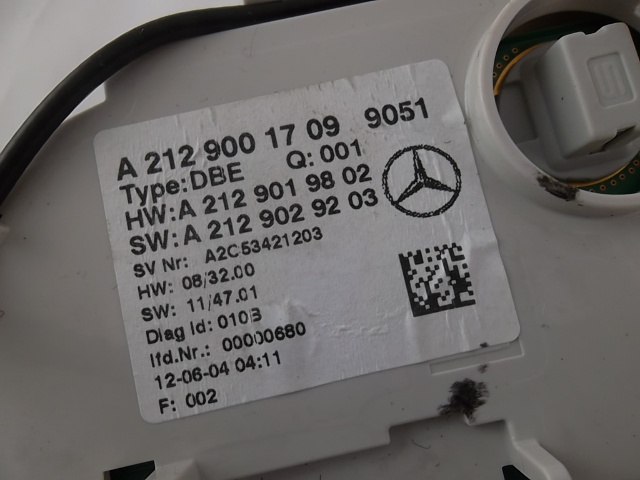 A 212 900 17 09 9051
Type:DBE Q: 001
HW:A 212 901 98 02
SW:A 212 902 92 03
SV Nr: A2C53421203
HW: 08/32.00
SW: 11/47.01
Diag Id: 010B
lfd.Nr.: 00000680
12-06-04 04:11
F: 002